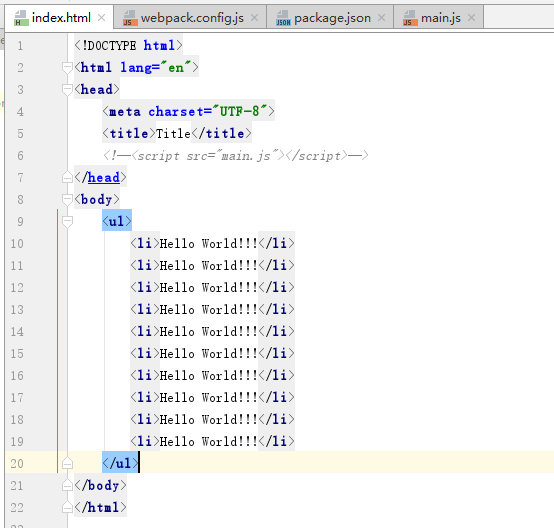 index.html webpack.config.js package.json main.js
1 <!DOCTYPE html>
2 <html lang="en">
3 <head>
4 <meta charset="UTF-8">
5 <title>Title</title>
6 <!--<script src="main.js"></script>-->
7 </head>
8 <body>
9 <ul>
10 <li>Hello World!!!</li>
11 <li>Hello World!!!</li>
12 <li>Hello World!!!</li>
13 <li>Hello World!!!</li>
14 <li>Hello World!!!</li>
15 <li>Hello World!!!</li>
16 <li>Hello World!!!</li>
17 <li>Hello World!!!</li>
18 <li>Hello World!!!</li>
19 <li>Hello World!!!</li>
20 </ul>
21 </body>
22 </html>